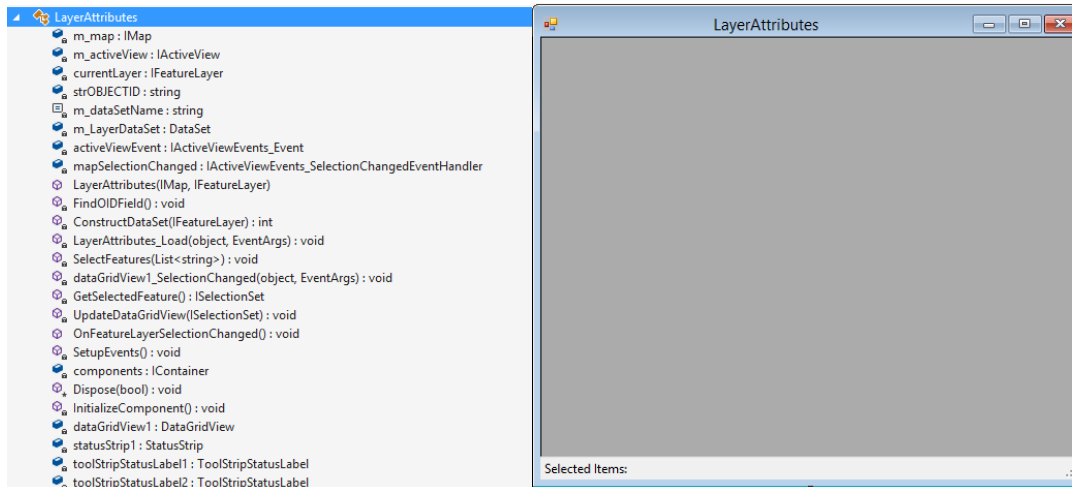 LayerAttributes
m_map : IMap
m_activeView : IActiveView
currentLayer : IFeatureLayer
strOBJECTID : string
m_dataSetName : string
m_LayerDataSet : DataSet
activeViewEvent : IActiveViewEvents_Event
mapSelectionChanged : IActiveViewEvents_SelectionChangedEventHandler
LayerAttributes(IMap, IFeatureLayer)
FindOIDField() : void
ConstructDataSet(IFeatureLayer) : int
LayerAttributes_Load(object, EventArgs) : void
SelectFeatures(List<string>) : void
dataGridView1_SelectionChanged(object, EventArgs) : void
GetSelectedFeature() : ISelectionSet
UpdateDataGridView(ISelectionSet) : void
OnFeatureLayerSelectionChanged() : void
SetupEvents() : void
components : IContainer
Dispose(bool) : void
InitializeComponent() : void
dataGridView1 : DataGridView
statusStrip1 : StatusStrip
toolStripStatusLabel1 : ToolStripStatusLabel
toolStripStatusLabel2 : ToolStripStatusLabel
LayerAttributes
Selected Items: